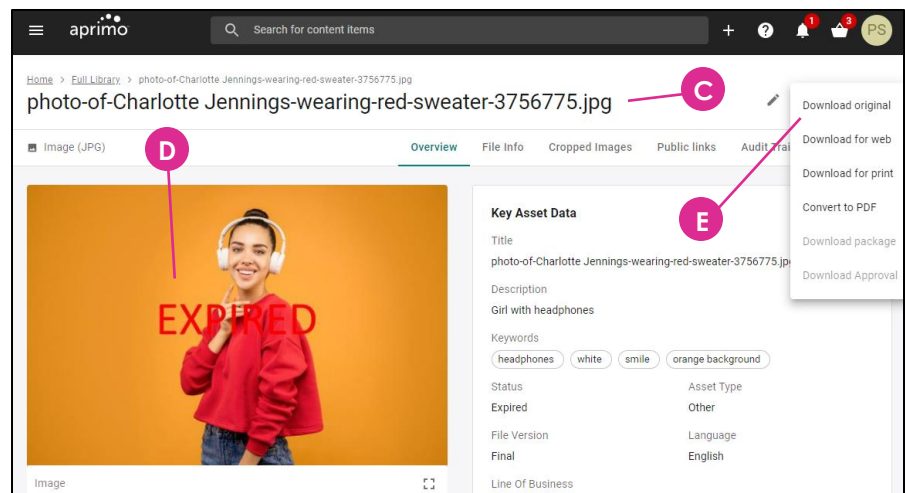 aprimo
Search for content items
1
3
PS
Home > Full Library > photo-of-Charlotte Jennings-wearing-red-sweater-3756775.jpg
photo-of-Charlotte Jennings-wearing-red-sweater-3756775.jpg
C
Image (JPG)
D
Overview
File Info
Cropped Images
Public links
Audit Trai
Download original
Download for web
Download for print
Convert to PDF
Download package
Download Approval
E
EXPIRED
Image
Key Asset Data
Title
photo-of-Charlotte Jennings-wearing-red-sweater-3756775.jp
Description
Girl with headphones
Keywords
headphones white smile orange background
Status
Asset Type
Expired
Other
File Version
Language
Final
English
Line Of Business